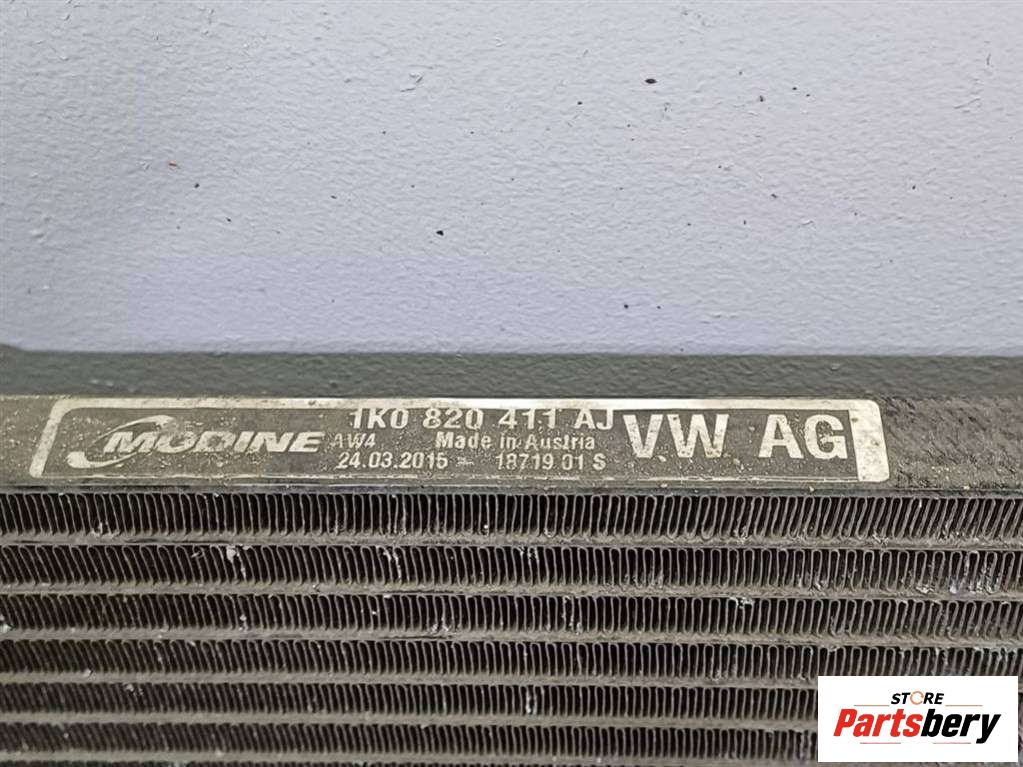 MODINE
1K0 820 411 AJ
AW4 Made in Austria
24.03.2015 18719 01 S
VW AG
STORE
Partsbery